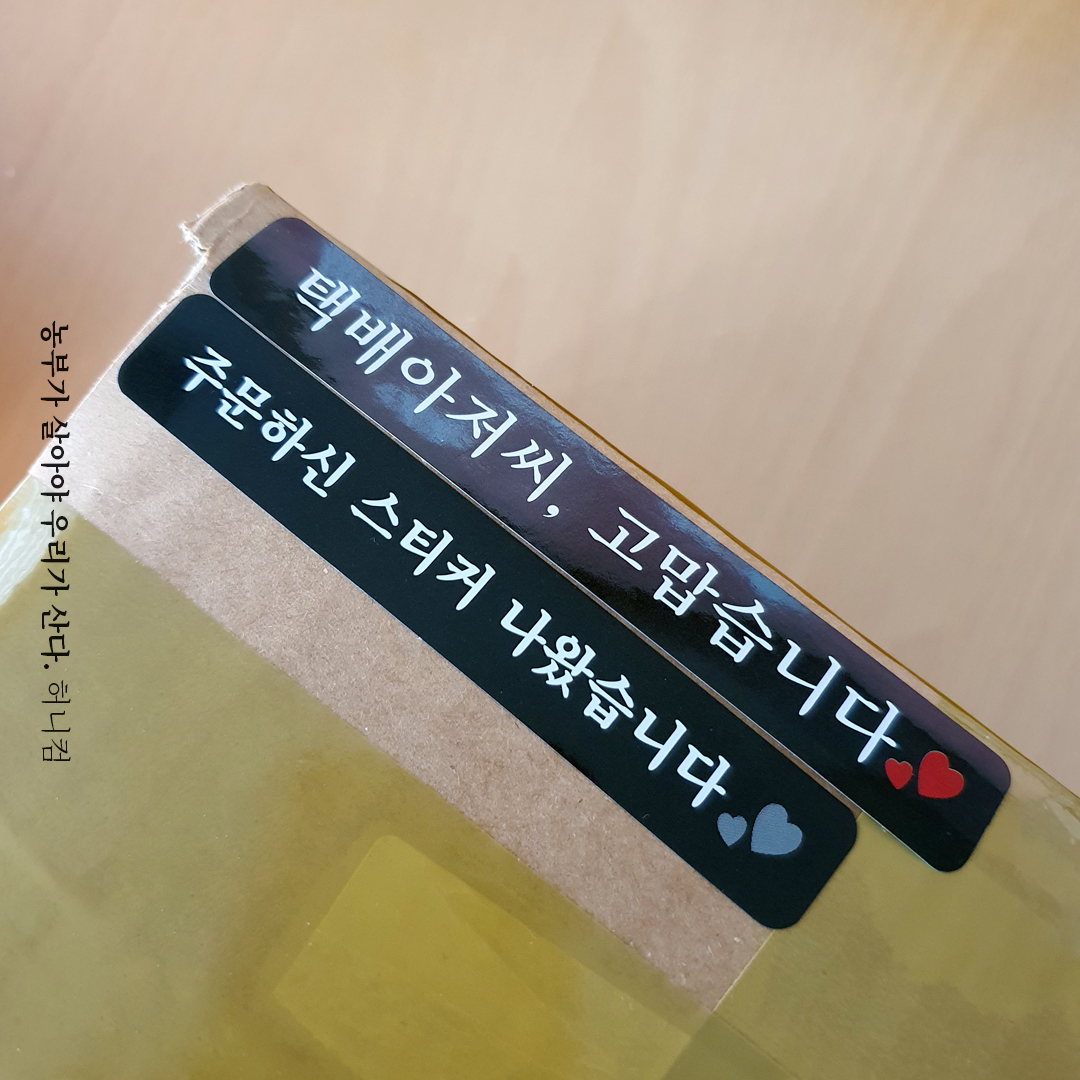 택배아저씨, 고맙습니다
주문하신 스티커 나왔습니다
농부가 살아야 우리가 산다. 허니컴